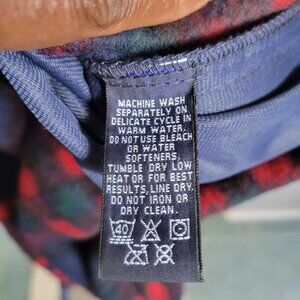 MACHINE WASH
SEPARATELY ON
DELICATE CYCLE IN
WARM WATER.
DO NOT USE BLEACH
OR WATER
SOFTENERS.
TUMBLE DRY LOW
HEAT OR FOR BEST
RESULTS, LINE DRY.
DO NOT IRON OR
DRY CLEAN.
40